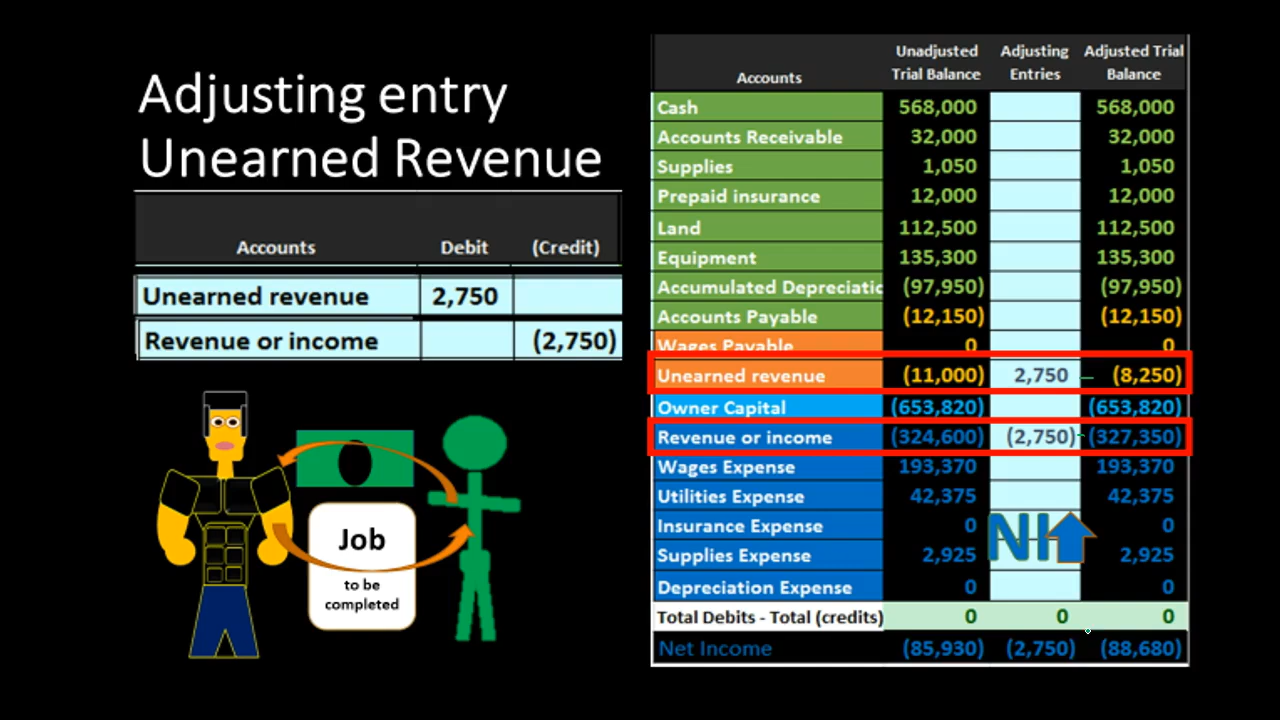 Adjusting entry
Unearned Revenue
Accounts Debit (Credit)
Unearned revenue 2,750
Revenue or income (2,750)
Job
to be
completed
Unadjusted Adjusting Adjusted Trial
Accounts Trial Balance Entries Balance
Cash 568,000 568,000
Accounts Receivable 32,000 32,000
Supplies 1,050 1,050
Prepaid insurance 12,000 12,000
Land 112,500 112,500
Equipment 135,300 135,300
Accumulated Depreciatic (97,950) (97,950)
Accounts Payable (12,150) (12,150)
Wages Payable 0 0
Unearned revenue (11,000) 2,750 (8,250)
Owner Capital (653,820) (653,820)
Revenue or income (324,600) (2,750) (327,350)
Wages Expense 193,370 193,370
Utilities Expense 42,375 42,375
Insurance Expense 0 0
NI
Supplies Expense 2,925 2,925
Depreciation Expense 0 0
Total Debits - Total (credits) 0 0 0
Net Income (85,930) (2,750) (88,680)